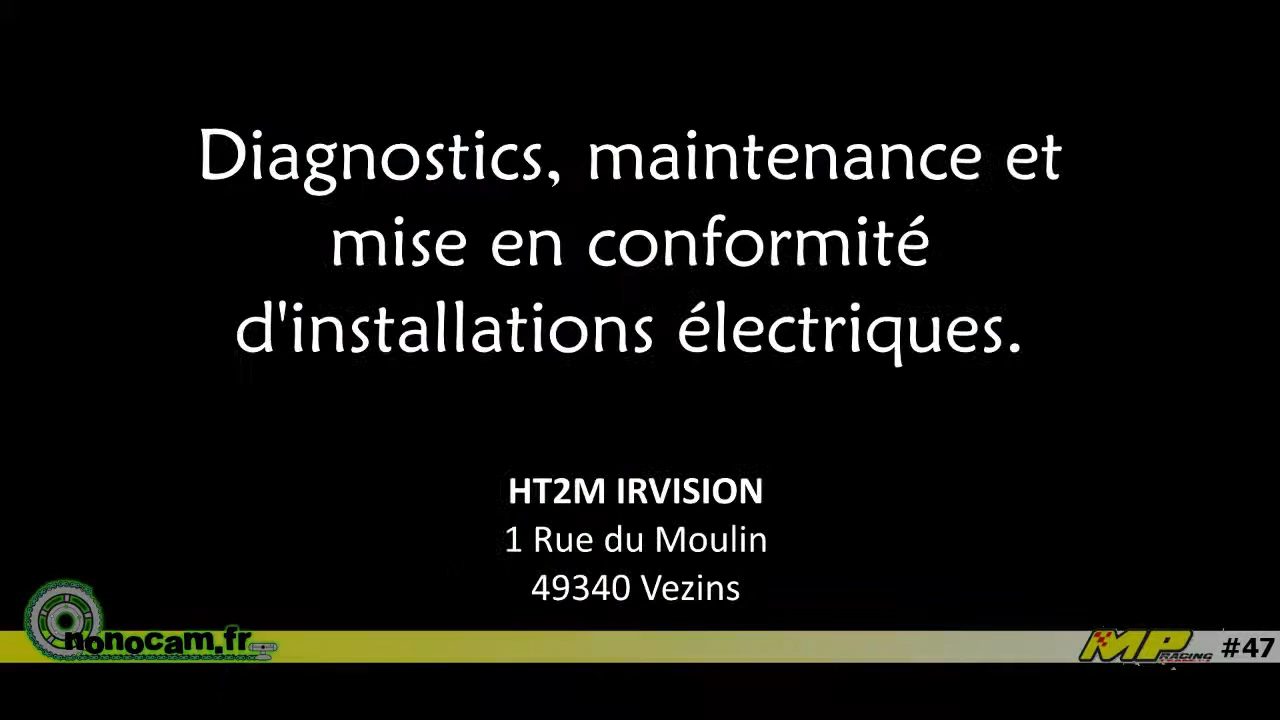 Diagnostics, maintenance et
mise en conformité
d'installations électriques.
HT2M IRVISION
1 Rue du Moulin
49340 Vezins
nonocam.fr
MP RACING #47